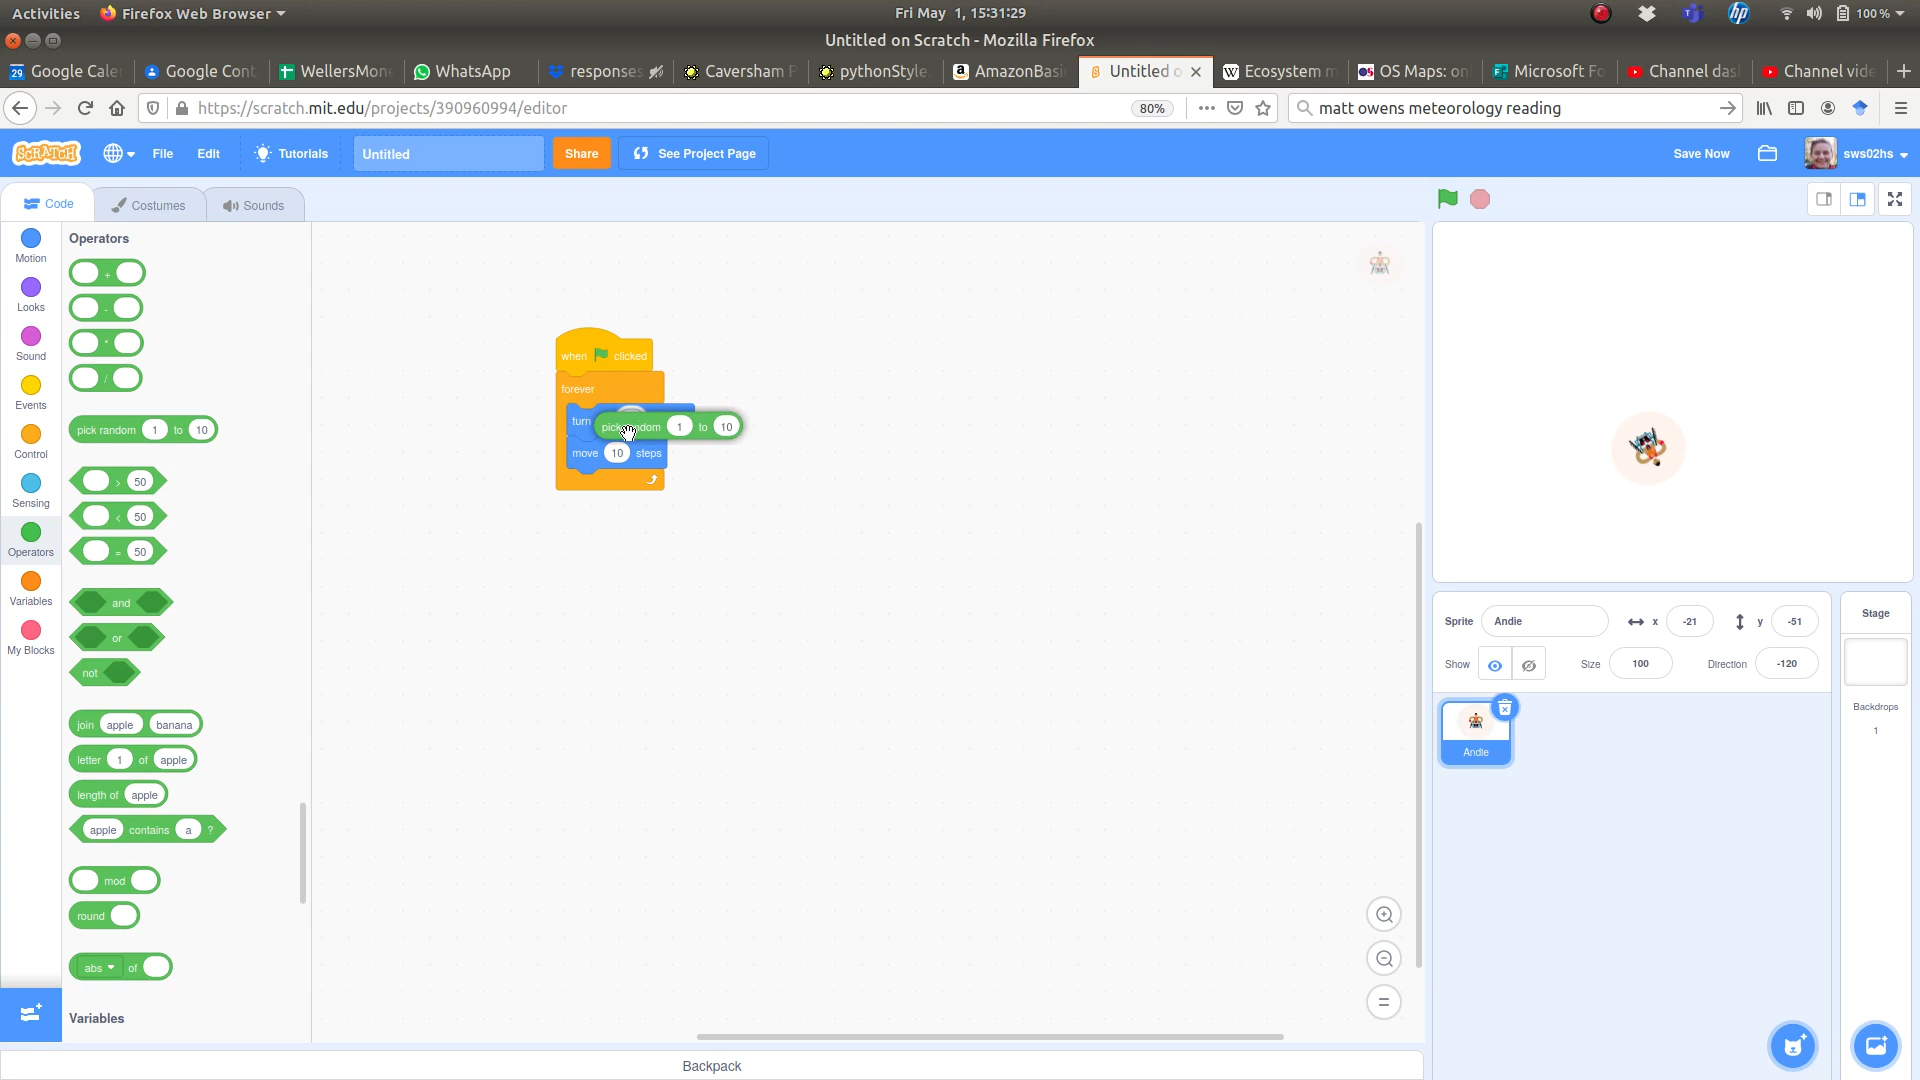 Activities Firefox Web Browser Fri May 1, 15:31:29 100 %
Untitled on Scratch - Mozilla Firefox
Google Cale Google Cont WellersMon WhatsApp responses Caversham P pythonStyle. AmazonBasi Untitled o Ecosystem m OS Maps: on Microsoft Fo Channel das Channel vide
https://scratch.mit.edu/projects/390960994/editor 80% matt owens meteorology reading
SCRATCH File Edit Tutorials Untitled Share See Project Page Save Now sws02hs
Code Costumes Sounds
Motion
Looks
Sound
Events
Control
Sensing
Operators
Variables
My Blocks
Operators
+
-
*
/
pick random 1 to 10
> 50
< 50
= 50
and
or
not
join apple banana
letter 1 of apple
length of apple
apple contains a ?
mod
round
abs of
Variables
when clicked
forever
turn
pick random 1 to 10
move 10 steps
Sprite Andie x -21 y -51
Show Size 100 Direction -120
Andie
Stage
Backdrops
1
Backpack